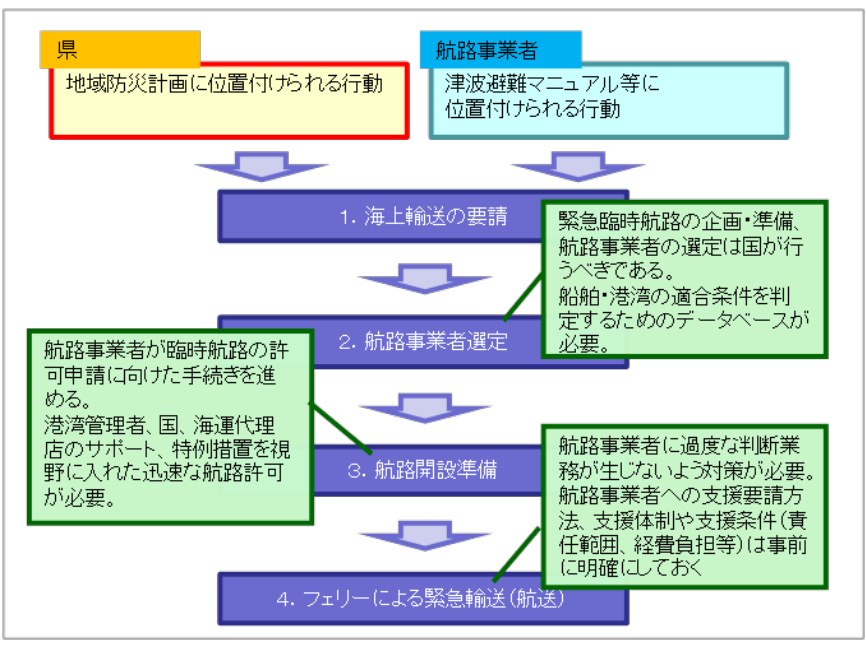 県
地域防災計画に位置付けられる行動
航路事業者
津波避難マニュアル等に
位置付けられる行動
1. 海上輸送の要請
緊急臨時航路の企画・準備、
航路事業者の選定は国が行
うべきである。
船舶・港湾の適合条件を判
定するためのデータベースが
必要。
2. 航路事業者選定
航路事業者が臨時航路の許
可申請に向けた手続きを進
める。
港湾管理者、国、海運代理
店のサポート、特例措置を視
野に入れた迅速な航路許可
が必要。
3. 航路開設準備
航路事業者に過度な判断業
務が生じないよう対策が必要。
航路事業者への支援要請方
法、支援体制や支援条件（責
任範囲、経費負担等）は事前
に明確にしておく
4. フェリーによる緊急輸送（航送）